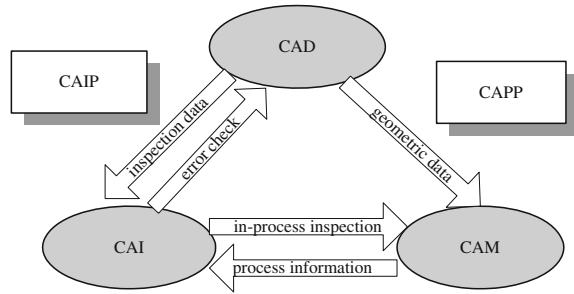 CAD
CAIP
CAPP
inspection data
error check
geometric data
CAI
in-process inspection
CAM
process information